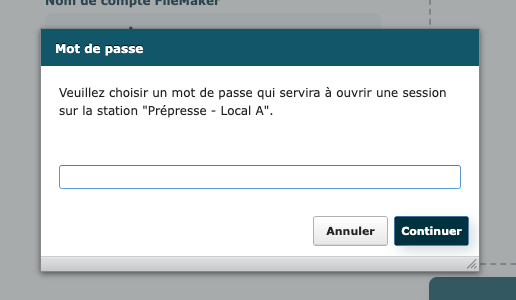 Nom de compte FileMaker
Mot de passe
Veuillez choisir un mot de passe qui servira à ouvrir une session
sur la station "Prépresse - Local A".
Annuler
Continuer